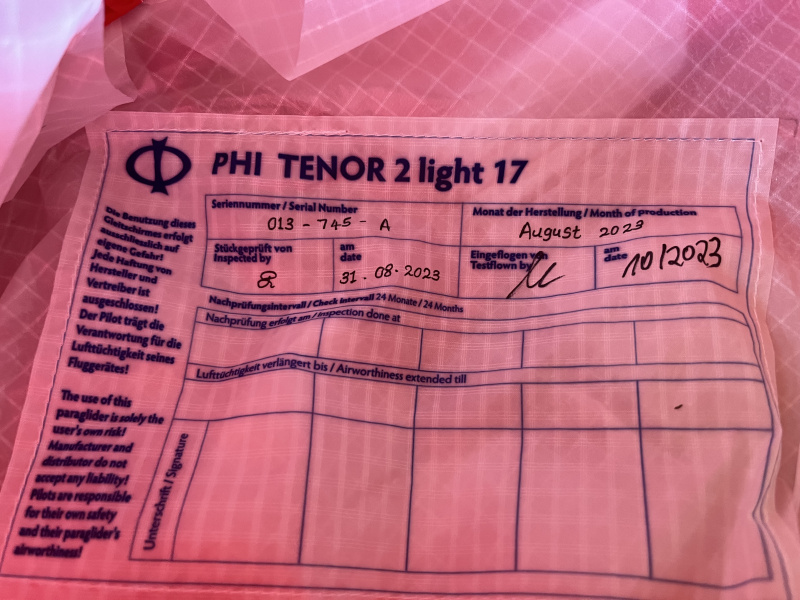 PHI TENOR 2 light 17
Seriennummer / Serial Number
013 - 745 - A
Monat der Herstellung / Month of production
August 2023
Stückgeprüft von
Inspected by
am
date
31.08.2023
Eingeflogen von
Testflown by
am
date
10/2023
Nachprüfungsintervall / Check Intervall 24 Monate / 24 Months
Nachprüfung erfolgt am / Inspection done at
Lufttüchtigkeit verlängert bis / Airworthiness extended till
Unterschrift / Signature
Die Benutzung dieses
Gleitschirmes erfolgt
ausschliesslich auf
eigene Gefahr!
Jede Haftung von
Hersteller und
Vertreiber ist
ausgeschlossen!
Der Pilot trägt die
Verantwortung für die
Lufttüchtigkeit seines
Fluggerätes!
The use of this
paraglider is solely the
user's own risk!
Manufacturer and
distributor do not
accept any liability!
Pilots are responsible
for their own safety
and their paraglider's
airworthiness!